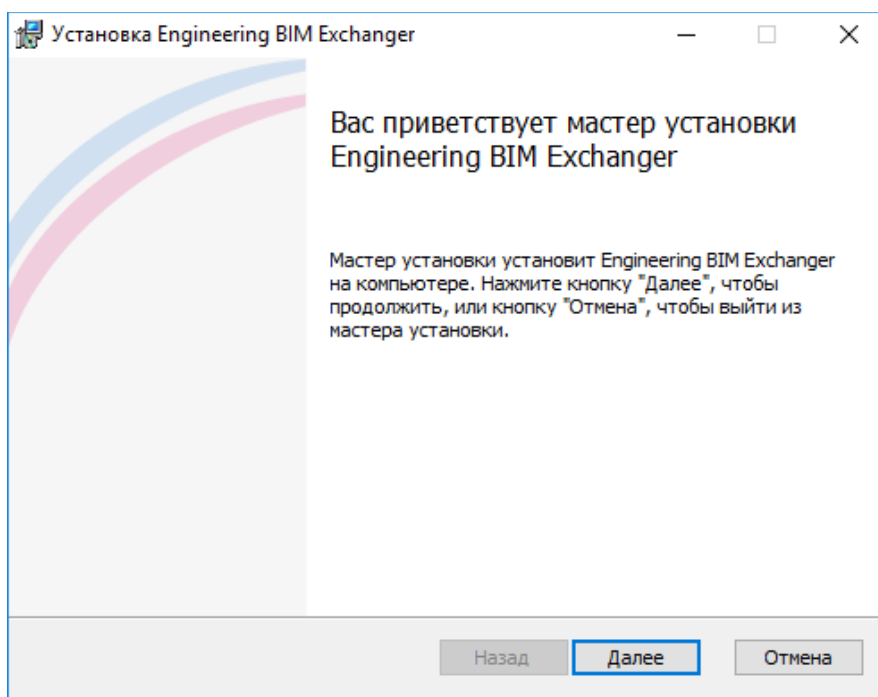 Установка Engineering BIM Exchanger
Вас приветствует мастер установки
Engineering BIM Exchanger
Мастер установки установит Engineering BIM Exchanger
на компьютере. Нажмите кнопку "Далее", чтобы
продолжить, или кнопку "Отмена", чтобы выйти из
мастера установки.
Назад Далее Отмена